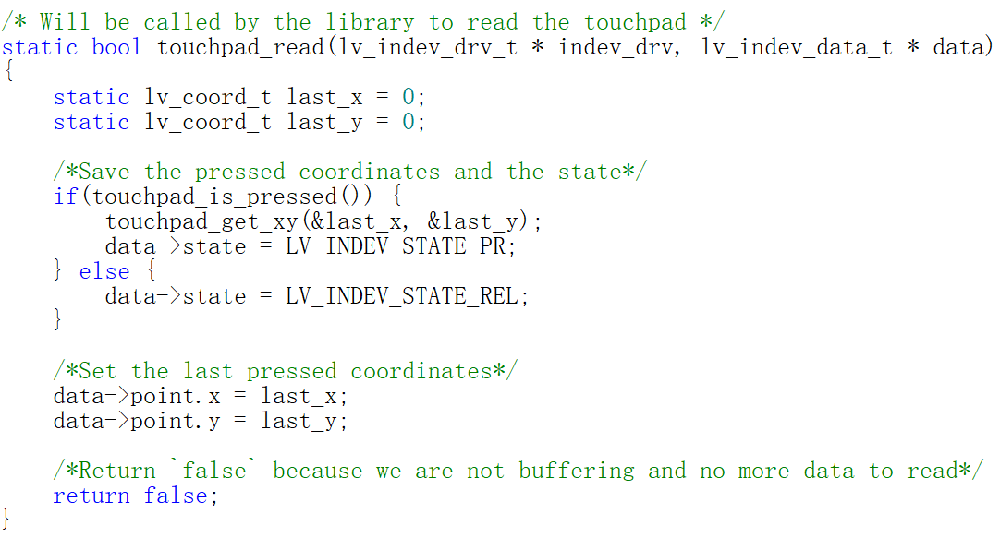 /* Will be called by the library to read the touchpad */
static bool touchpad_read(lv_indev_drv_t * indev_drv, lv_indev_data_t * data)
{
    static lv_coord_t last_x = 0;
    static lv_coord_t last_y = 0;

    /*Save the pressed coordinates and the state*/
    if(touchpad_is_pressed()) {
        touchpad_get_xy(&last_x, &last_y);
        data->state = LV_INDEV_STATE_PR;
    } else {
        data->state = LV_INDEV_STATE_REL;
    }

    /*Set the last pressed coordinates*/
    data->point.x = last_x;
    data->point.y = last_y;

    /*Return `false` because we are not buffering and no more data to read*/
    return false;
}